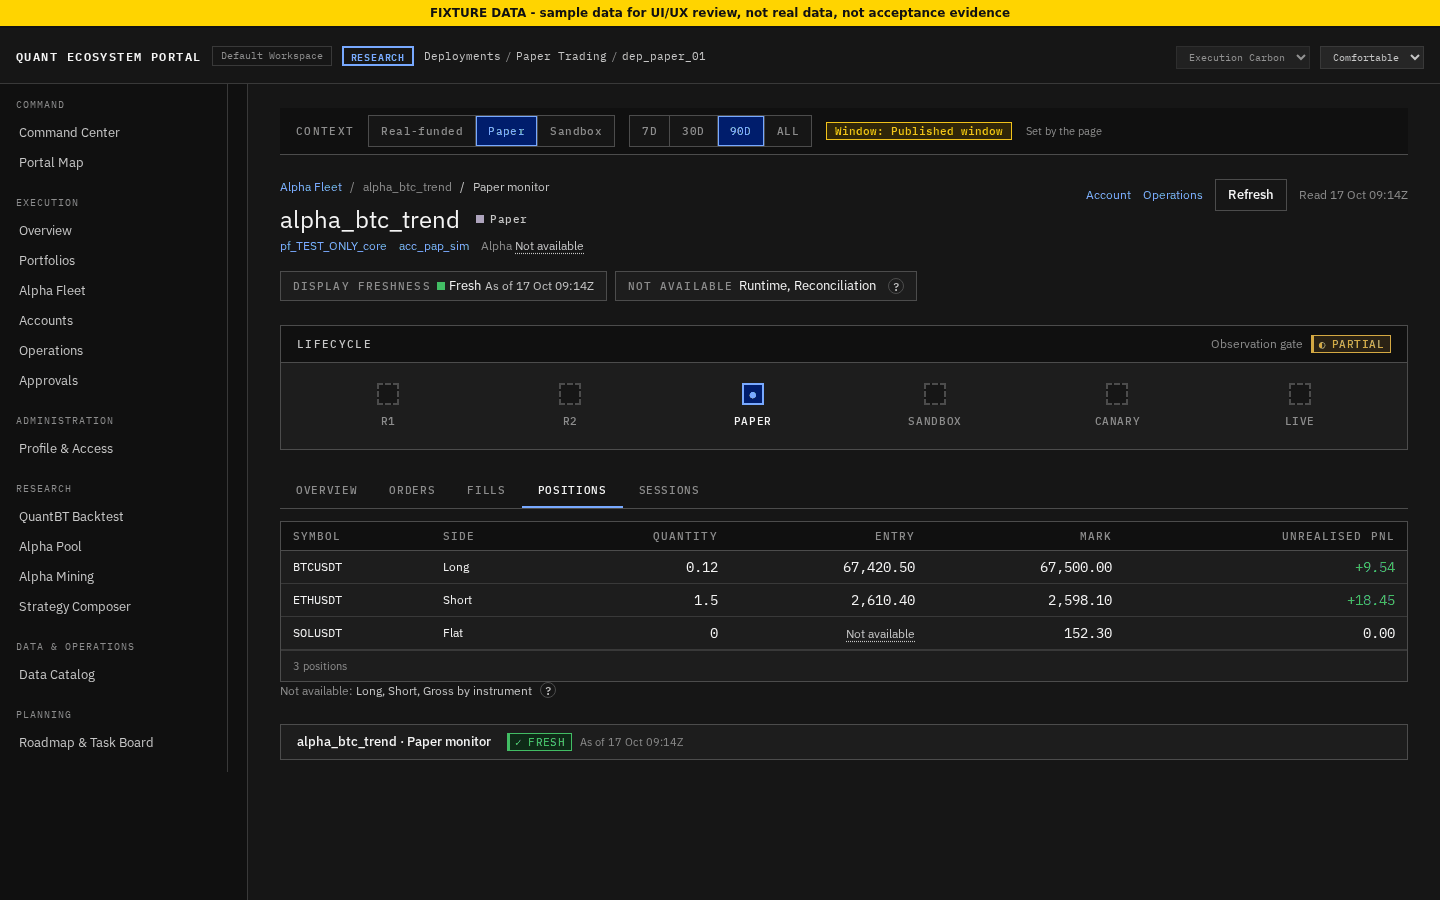 FIXTURE DATA - sample data for UI/UX review, not real data, not acceptance evidence
QUANT ECOSYSTEM PORTAL Default Workspace RESEARCH Deployments / Paper Trading / dep_paper_01 Execution Carbon Comfortable
COMMAND
Command Center
Portal Map
EXECUTION
Overview
Portfolios
Alpha Fleet
Accounts
Operations
Approvals
ADMINISTRATION
Profile & Access
RESEARCH
QuantBT Backtest
Alpha Pool
Alpha Mining
Strategy Composer
DATA & OPERATIONS
Data Catalog
PLANNING
Roadmap & Task Board
CONTEXT Real-funded Paper Sandbox 7D 30D 90D ALL Window: Published window Set by the page
Alpha Fleet / alpha_btc_trend / Paper monitor
Account Operations Refresh Read 17 Oct 09:14Z
alpha_btc_trend Paper
pf_TEST_ONLY_core acc_pap_sim Alpha Not available
DISPLAY FRESHNESS Fresh As of 17 Oct 09:14Z NOT AVAILABLE Runtime, Reconciliation ?
LIFECYCLE Observation gate PARTIAL
R1 R2 PAPER SANDBOX CANARY LIVE
OVERVIEW ORDERS FILLS POSITIONS SESSIONS
SYMBOL SIDE QUANTITY ENTRY MARK UNREALISED PNL
BTCUSDT Long 0.12 67,420.50 67,500.00 +9.54
ETHUSDT Short 1.5 2,610.40 2,598.10 +18.45
SOLUSDT Flat 0 Not available 152.30 0.00
3 positions
Not available: Long, Short, Gross by instrument ?
alpha_btc_trend · Paper monitor ✓ FRESH As of 17 Oct 09:14Z